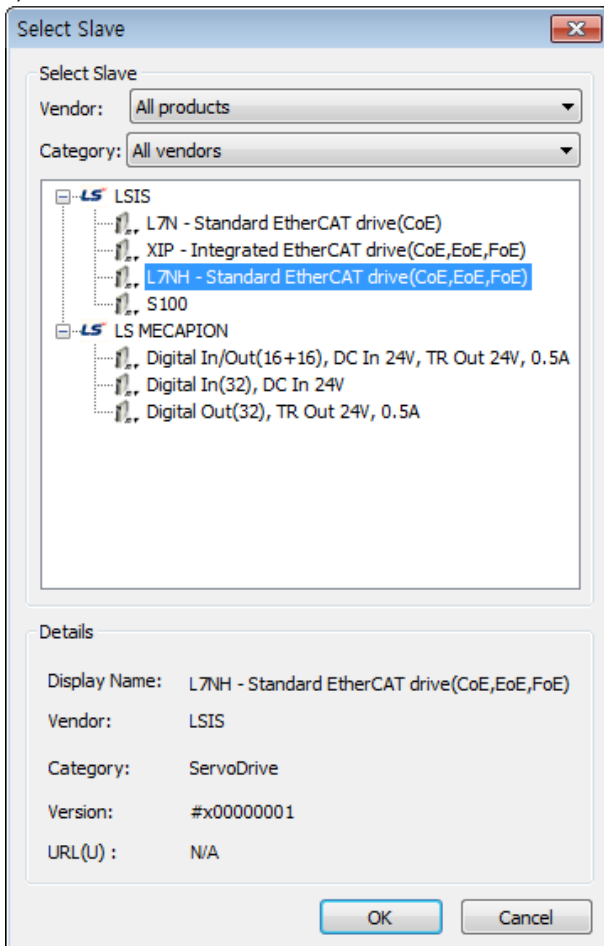 Select Slave
Select Slave
Vendor: All products
Category: All vendors
LS LSIS
L7N - Standard EtherCAT drive(CoE)
XIP - Integrated EtherCAT drive(CoE,EoE,FoE)
L7NH - Standard EtherCAT drive(CoE,EoE,FoE)
S100
LS LS MECAPION
Digital In/Out(16+16), DC In 24V, TR Out 24V, 0.5A
Digital In(32), DC In 24V
Digital Out(32), TR Out 24V, 0.5A
Details
Display Name: L7NH - Standard EtherCAT drive(CoE,EoE,FoE)
Vendor: LSIS
Category: ServoDrive
Version: #x00000001
URL(U) : N/A
OK Cancel